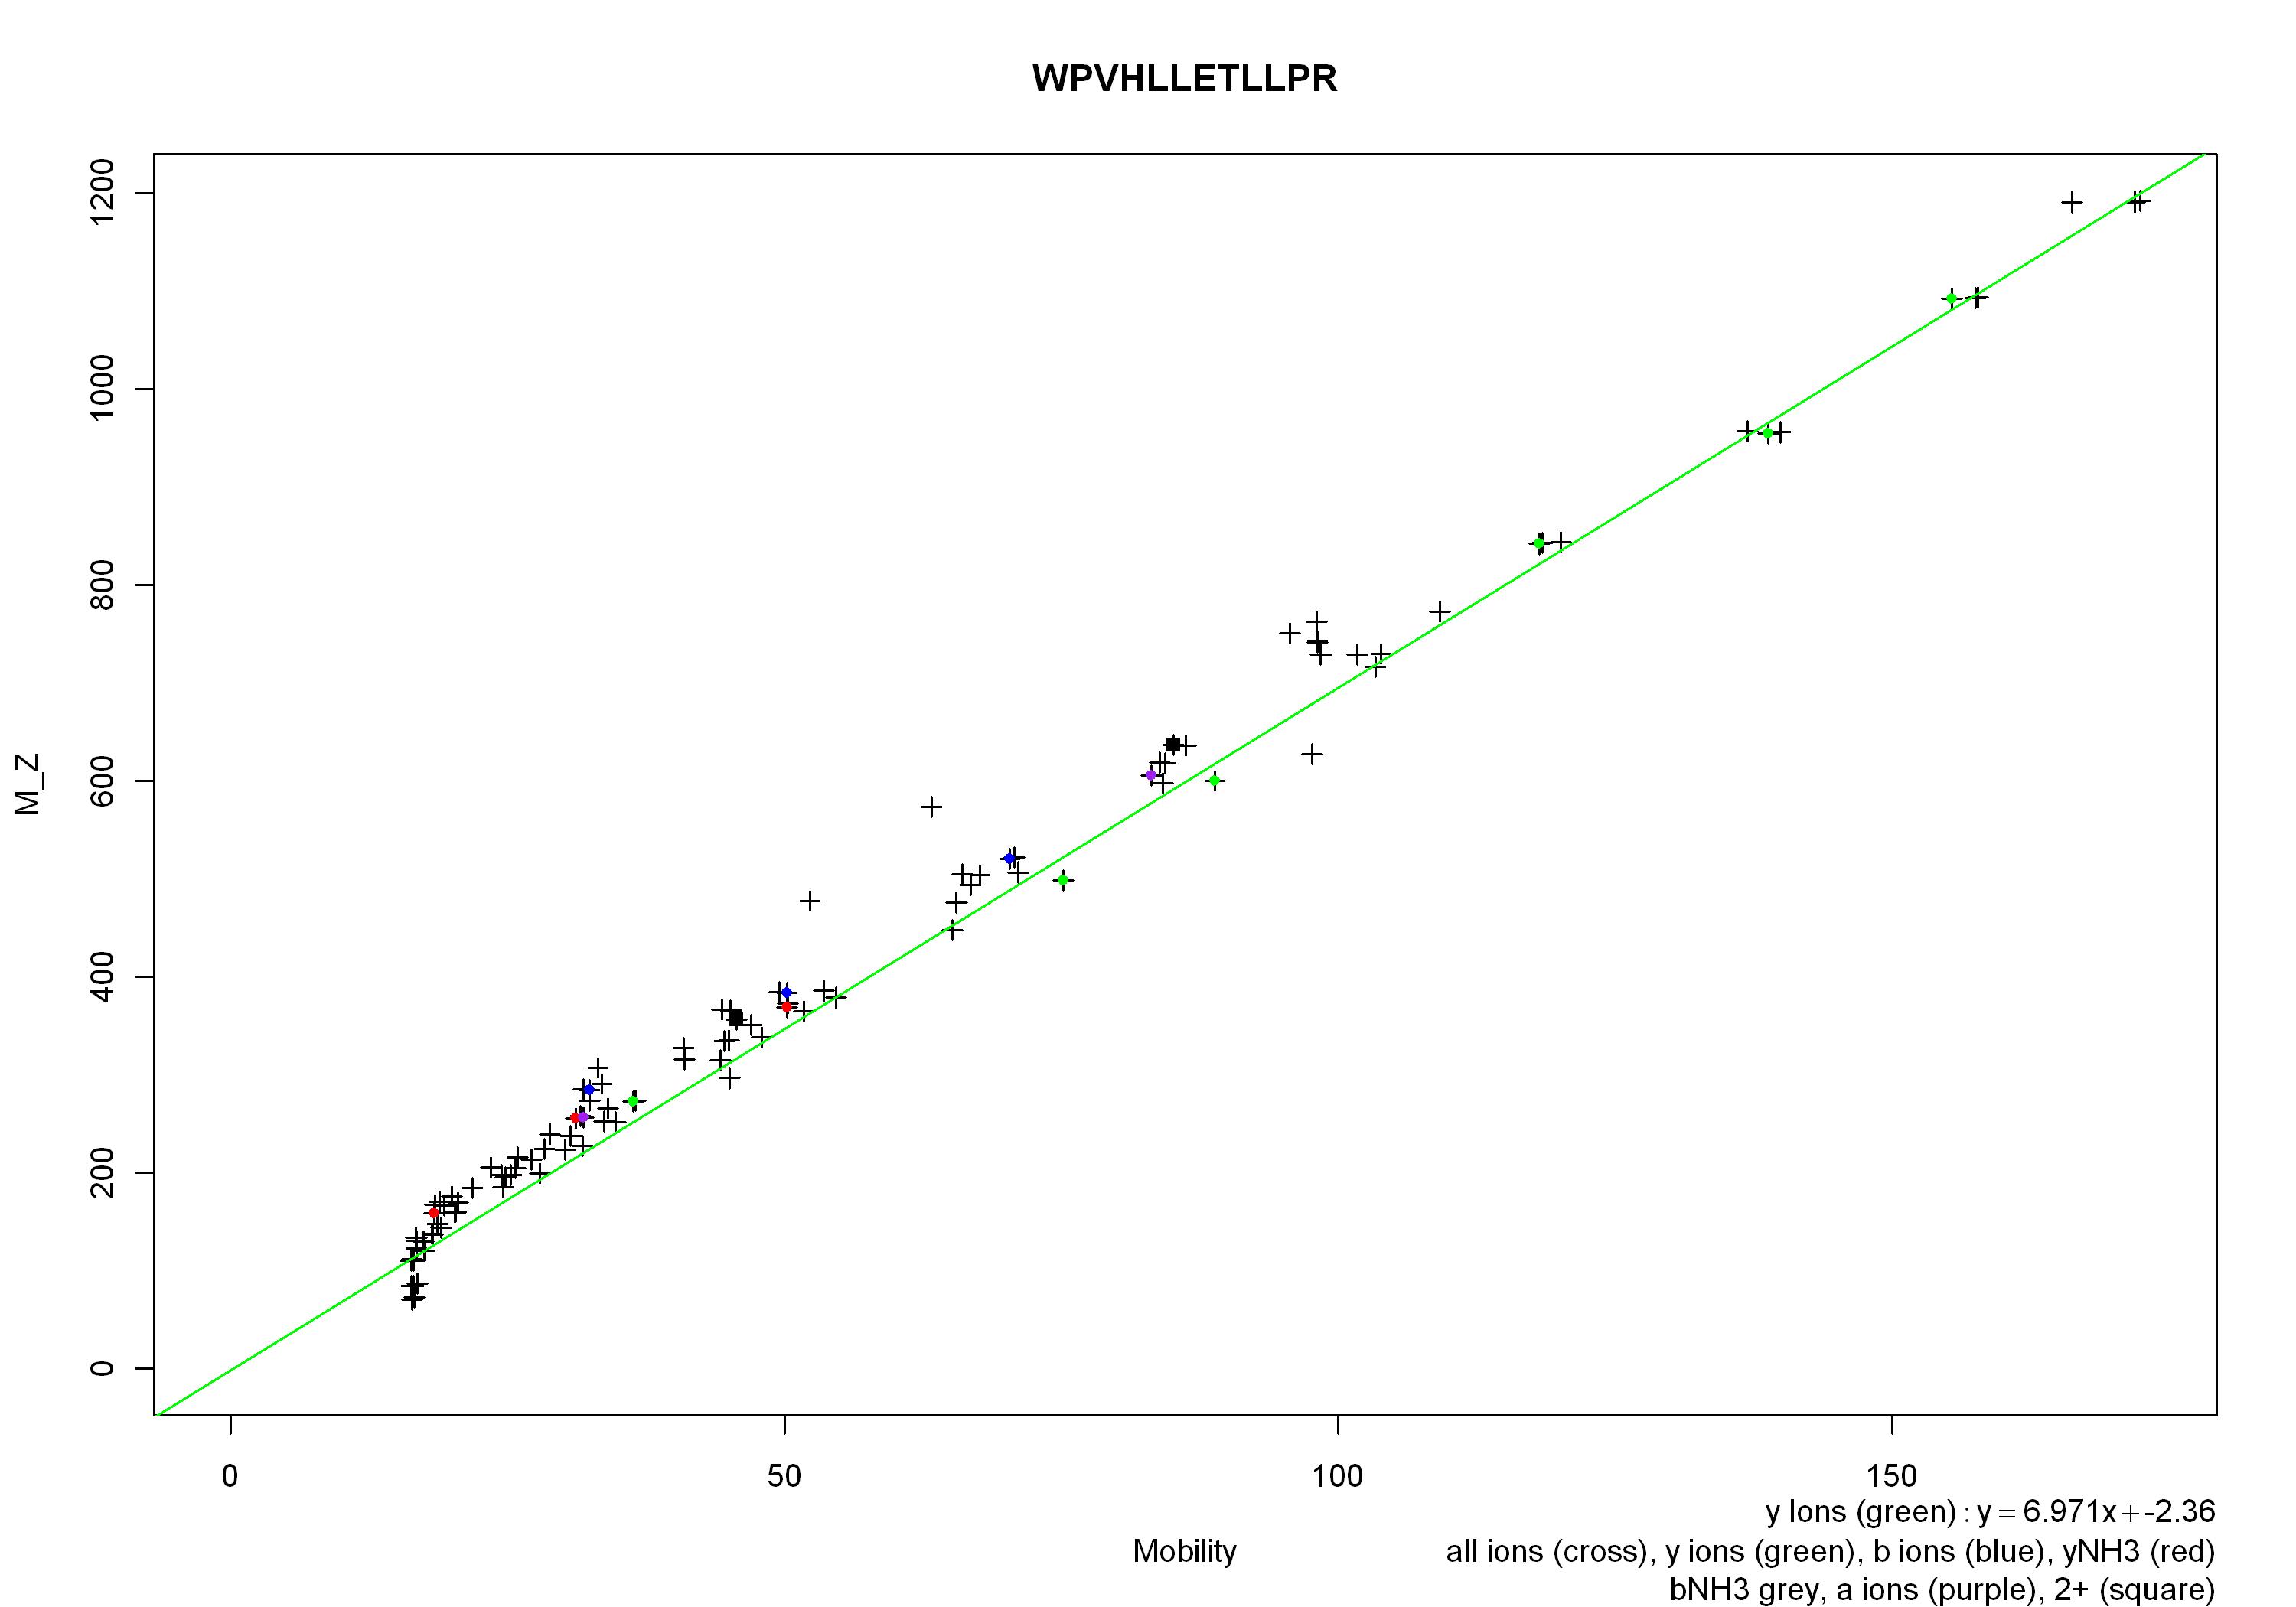 WPVHLLETLLPR
1200
1000
800
600
400
200
0
M_Z
0 50 100 150
y Ions (green) : y = 6.971x + -2.36
Mobility
all ions (cross), y ions (green), b ions (blue), yNH3 (red)
bNH3 grey, a ions (purple), 2+ (square)